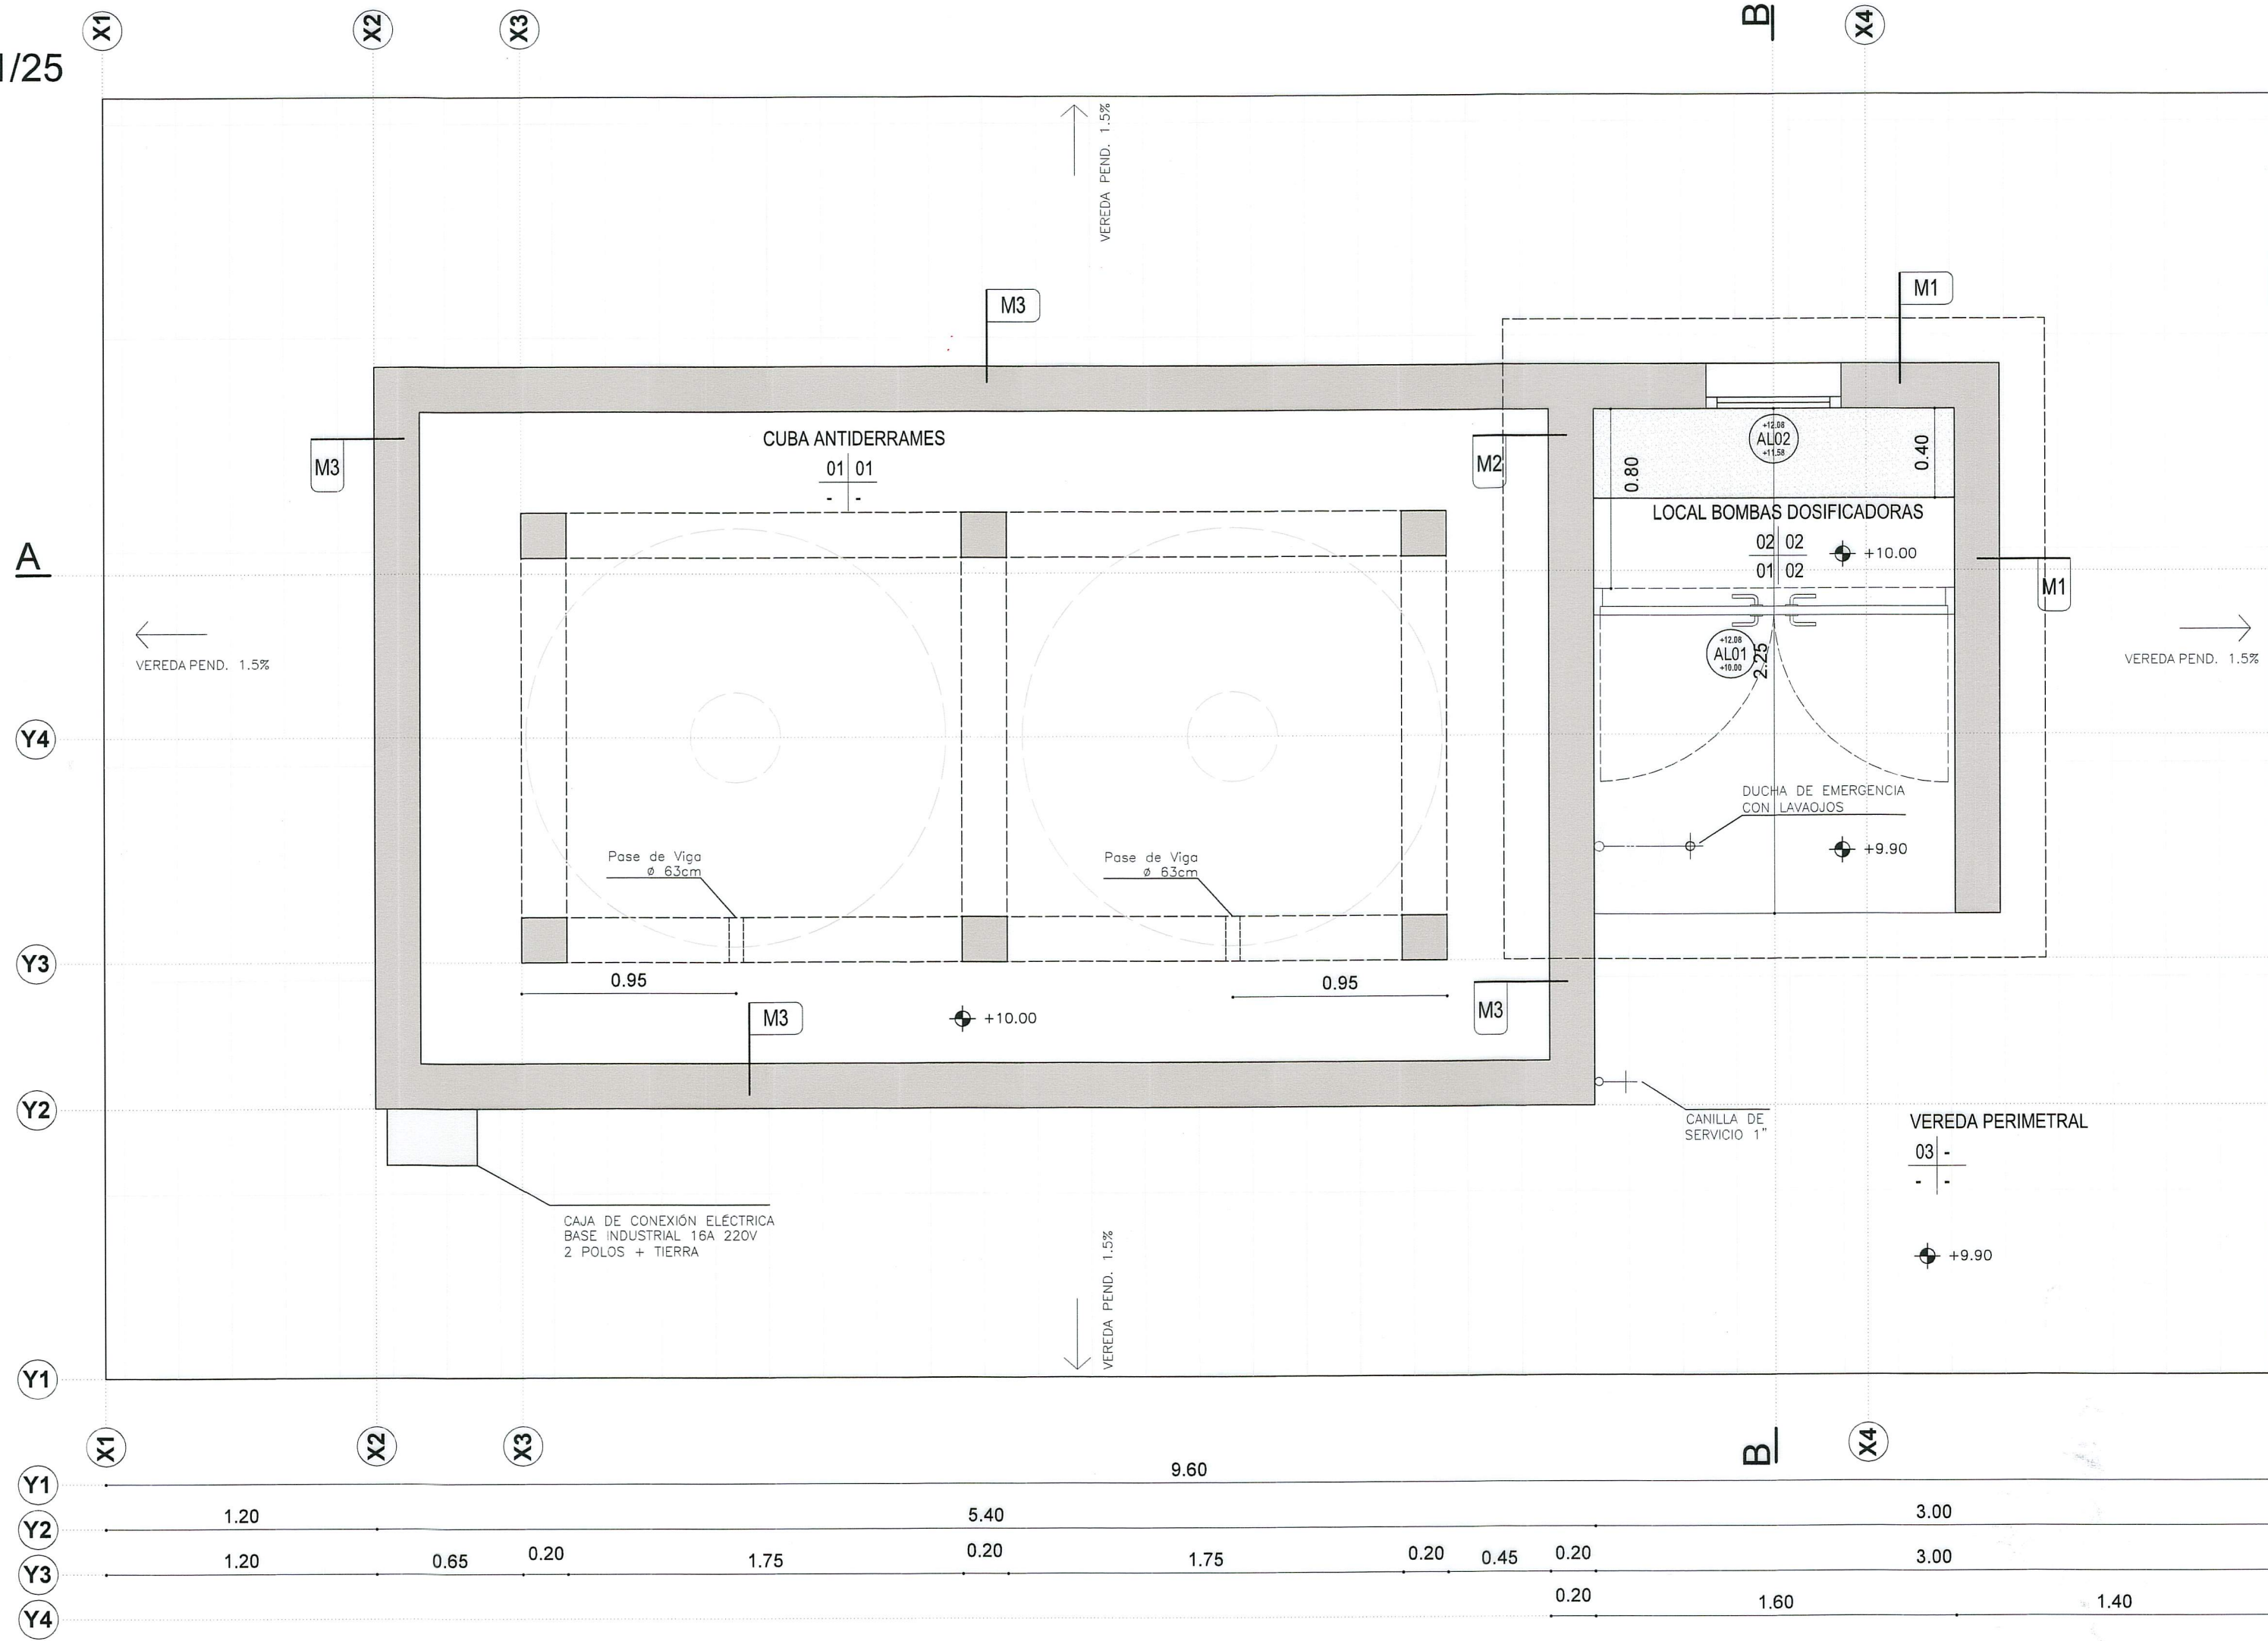 X1
X2
X3
B
X4
1/25
VEREDA PEND. 1.5%
M3
M1
M3
CUBA ANTIDERRAMES
01 01
- -
M2
+12.08
AL02
+11.58
0.80
0.40
LOCAL BOMBAS DOSIFICADORAS
02 02
01 02
+10.00
A
M1
VEREDA PEND. 1.5%
+12.08
AL01
+10.00
2.25
VEREDA PEND. 1.5%
Y4
DUCHA DE EMERGENCIA
CON LAVAOJOS
+9.90
Pase de Viga
ø 63cm
Pase de Viga
ø 63cm
Y3
0.95
0.95
M3
+10.00
M3
Y2
CANILLA DE
SERVICIO 1"
VEREDA PERIMETRAL
03 -
- -
CAJA DE CONEXIÓN ELÉCTRICA
BASE INDUSTRIAL 16A 220V
2 POLOS + TIERRA
VEREDA PEND. 1.5%
+9.90
Y1
X1
X2
X3
B
X4
Y1
9.60
Y2
1.20
5.40
3.00
Y3
1.20
0.65
0.20
1.75
0.20
1.75
0.20
0.45
0.20
3.00
Y4
0.20
1.60
1.40